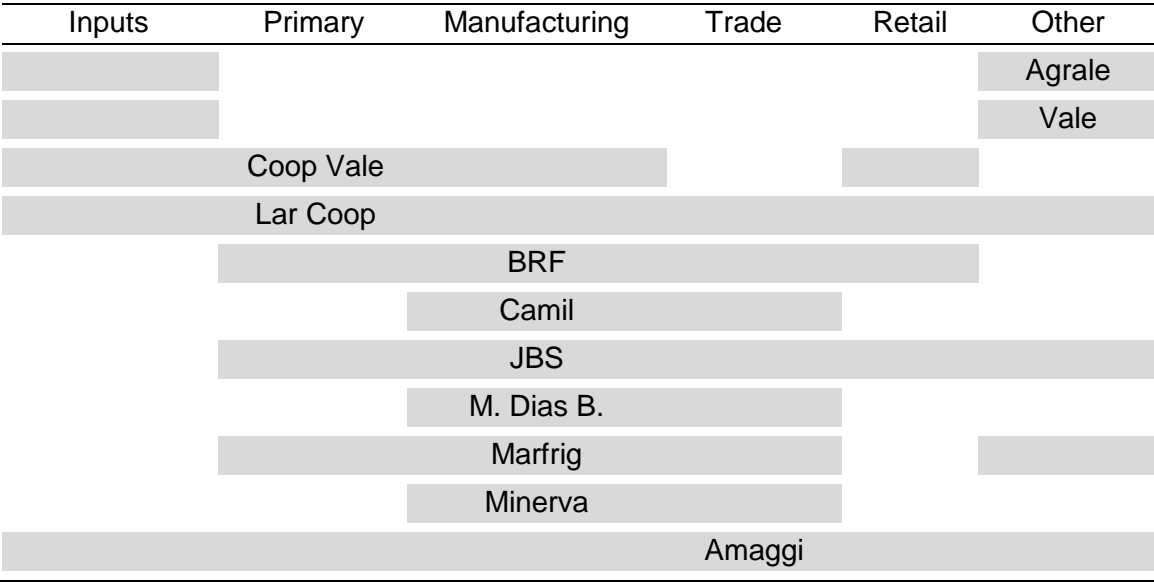 Inputs Primary Manufacturing Trade Retail Other
Agrale
Vale
Coop Vale
Lar Coop
BRF
Camil
JBS
M. Dias B.
Marfrig
Minerva
Amaggi